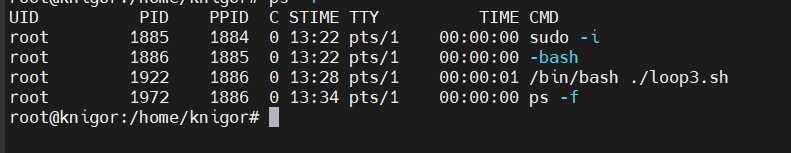 root@knigor:/home/knigor# ps -f
UID          PID    PPID  C STIME TTY          TIME CMD
root        1885    1884  0 13:22 pts/1    00:00:00 sudo -i
root        1886    1885  0 13:22 pts/1    00:00:00 -bash
root        1922    1886  0 13:28 pts/1    00:00:01 /bin/bash ./loop3.sh
root        1972    1886  0 13:34 pts/1    00:00:00 ps -f
root@knigor:/home/knigor#